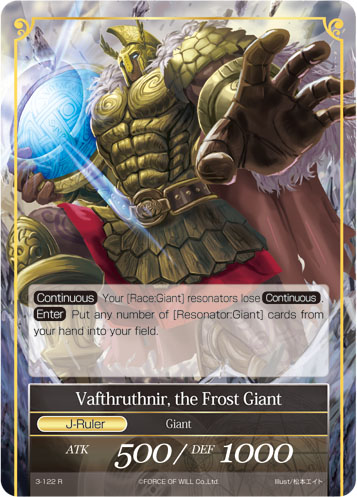 Continuous Your [Race:Giant] resonators lose Continuous.
Enter Put any number of [Resonator:Giant] cards from
your hand into your field.
Vafthruthnir, the Frost Giant
J-Ruler Giant
ATK 500/ DEF 1000
3-122 R ©FORCE OF WILL Co.,Ltd Illust/松本エイト